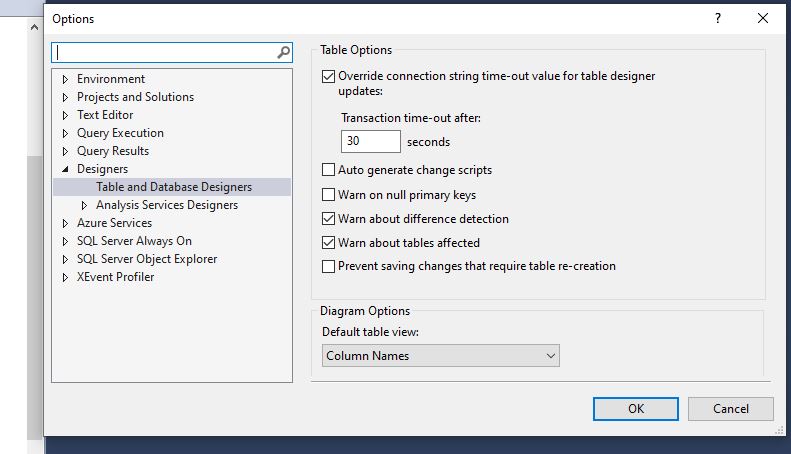 Options
?
Environment
Projects and Solutions
Text Editor
Query Execution
Query Results
Designers
Table and Database Designers
Analysis Services Designers
Azure Services
SQL Server Always On
SQL Server Object Explorer
XEvent Profiler
Table Options
Override connection string time-out value for table designer
updates:
Transaction time-out after:
30 seconds
Auto generate change scripts
Warn on null primary keys
Warn about difference detection
Warn about tables affected
Prevent saving changes that require table re-creation
Diagram Options
Default table view:
Column Names
OK Cancel